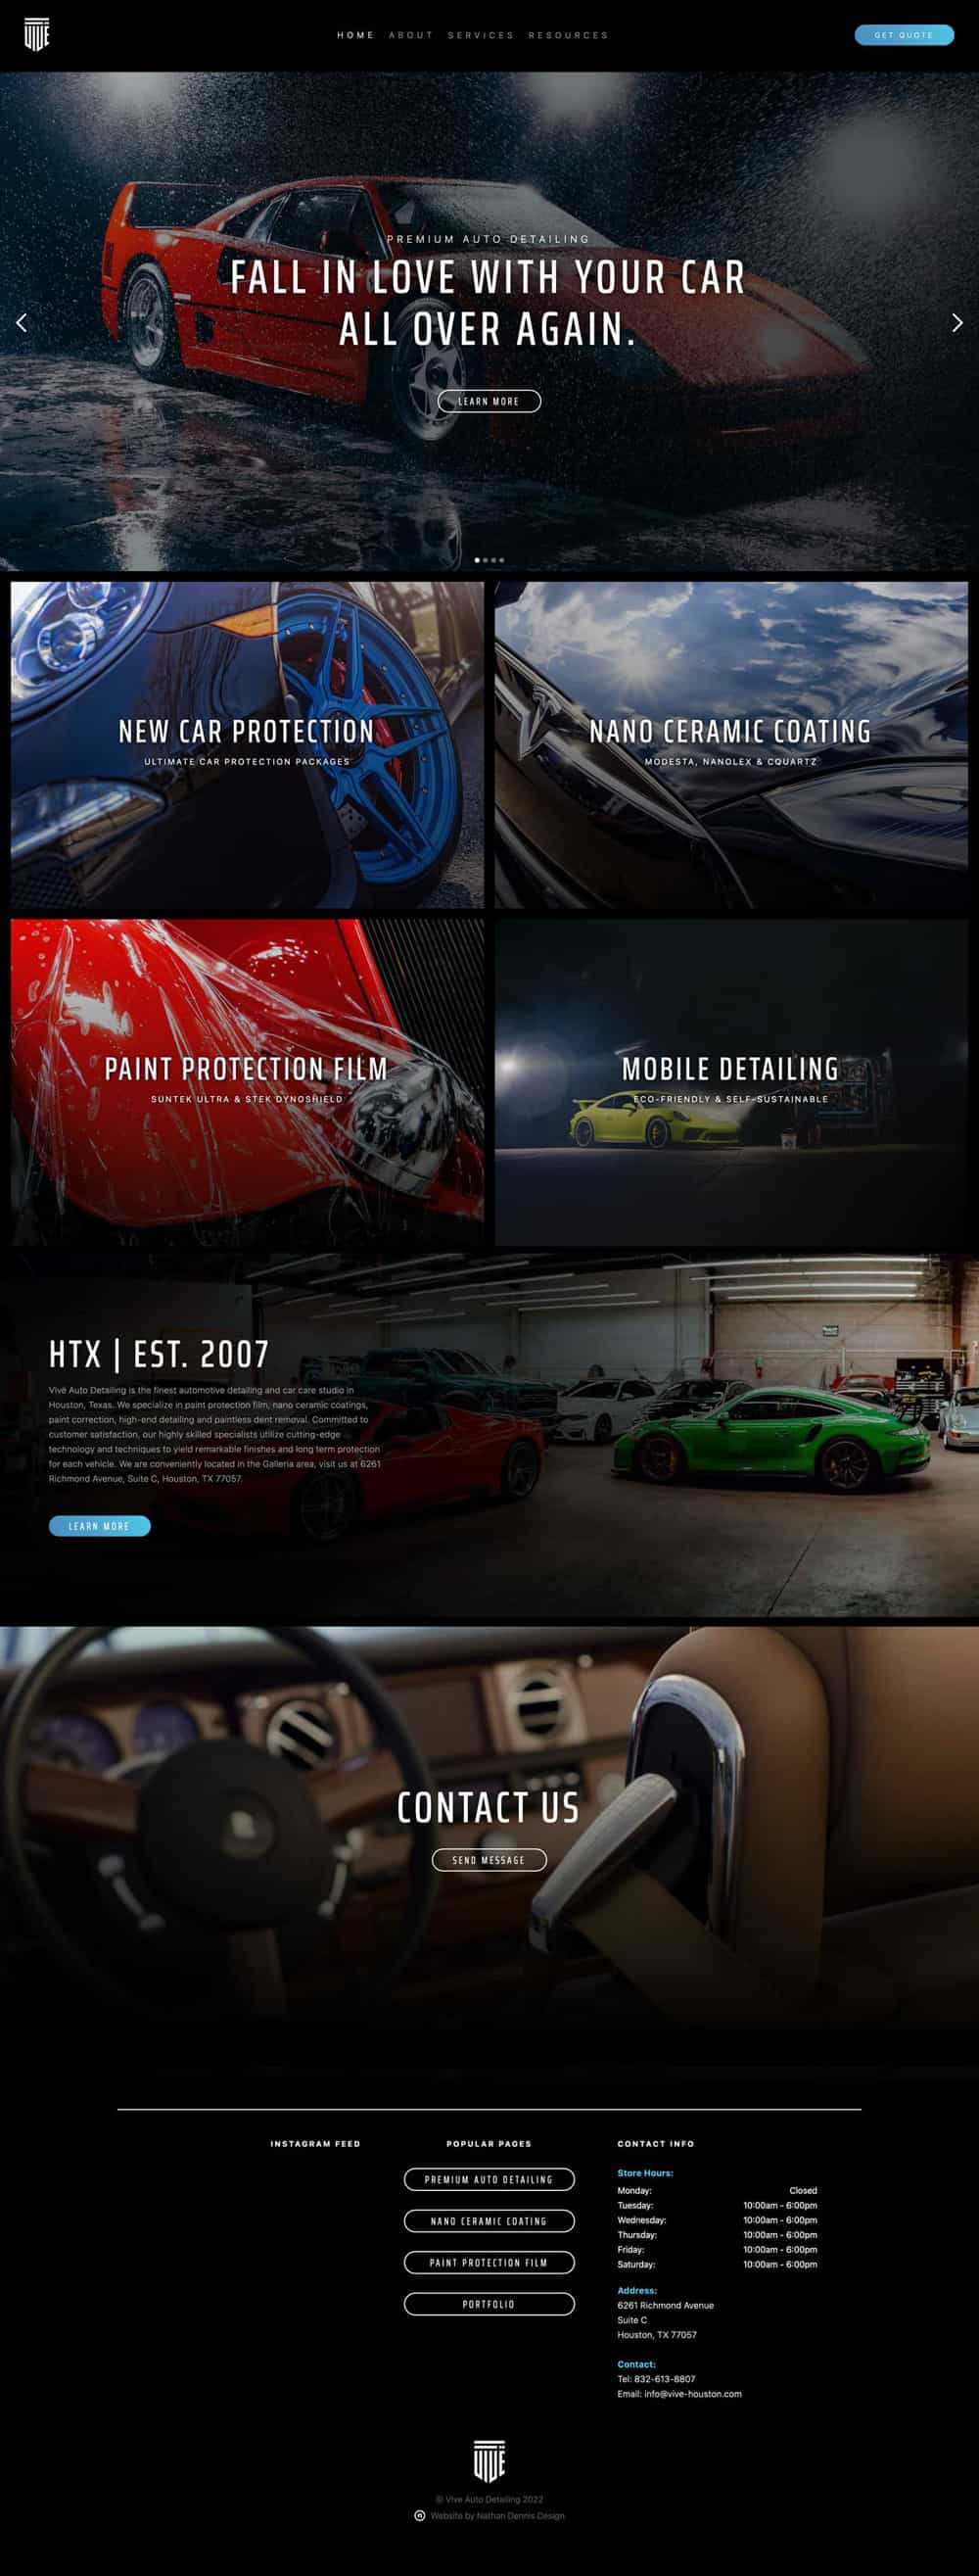 VIVE
HOME ABOUT SERVICES RESOURCES
GET QUOTE
PREMIUM AUTO DETAILING
FALL IN LOVE WITH YOUR CAR
ALL OVER AGAIN.
LEARN MORE
NEW CAR PROTECTION
ULTIMATE CAR PROTECTION PACKAGES
NANO CERAMIC COATING
MODESTA, NANOLEX & CQUARTZ
PAINT PROTECTION FILM
SUNTEK ULTRA & STEK DYNOSHIELD
MOBILE DETAILING
ECO-FRIENDLY & SELF-SUSTAINABLE
HTX | EST. 2007
Vivé Auto Detailing is the finest automotive detailing and car care studio in
Houston, Texas. We specialize in paint protection film, nano ceramic coatings,
paint correction, high-end detailing and paintless dent removal. Committed to
customer satisfaction, our highly skilled specialists utilize cutting-edge
technology and techniques to yield remarkable finishes and long term protection
for each vehicle. We are conveniently located in the Galleria area, visit us at 6261
Richmond Avenue, Suite C, Houston, TX 77057.
LEARN MORE
CONTACT US
SEND MESSAGE
INSTAGRAM FEED
POPULAR PAGES
PREMIUM AUTO DETAILING
NANO CERAMIC COATING
PAINT PROTECTION FILM
PORTFOLIO
CONTACT INFO
Store Hours:
Monday: Closed
Tuesday: 10:00am - 6:00pm
Wednesday: 10:00am - 6:00pm
Thursday: 10:00am - 6:00pm
Friday: 10:00am - 6:00pm
Saturday: 10:00am - 6:00pm
Address:
6261 Richmond Avenue
Suite C
Houston, TX 77057
Contact:
Tel: 832-613-8807
Email: info@vive-houston.com
VIVE
© Vive Auto Detailing 2022
Website by Nathan Dennis Design